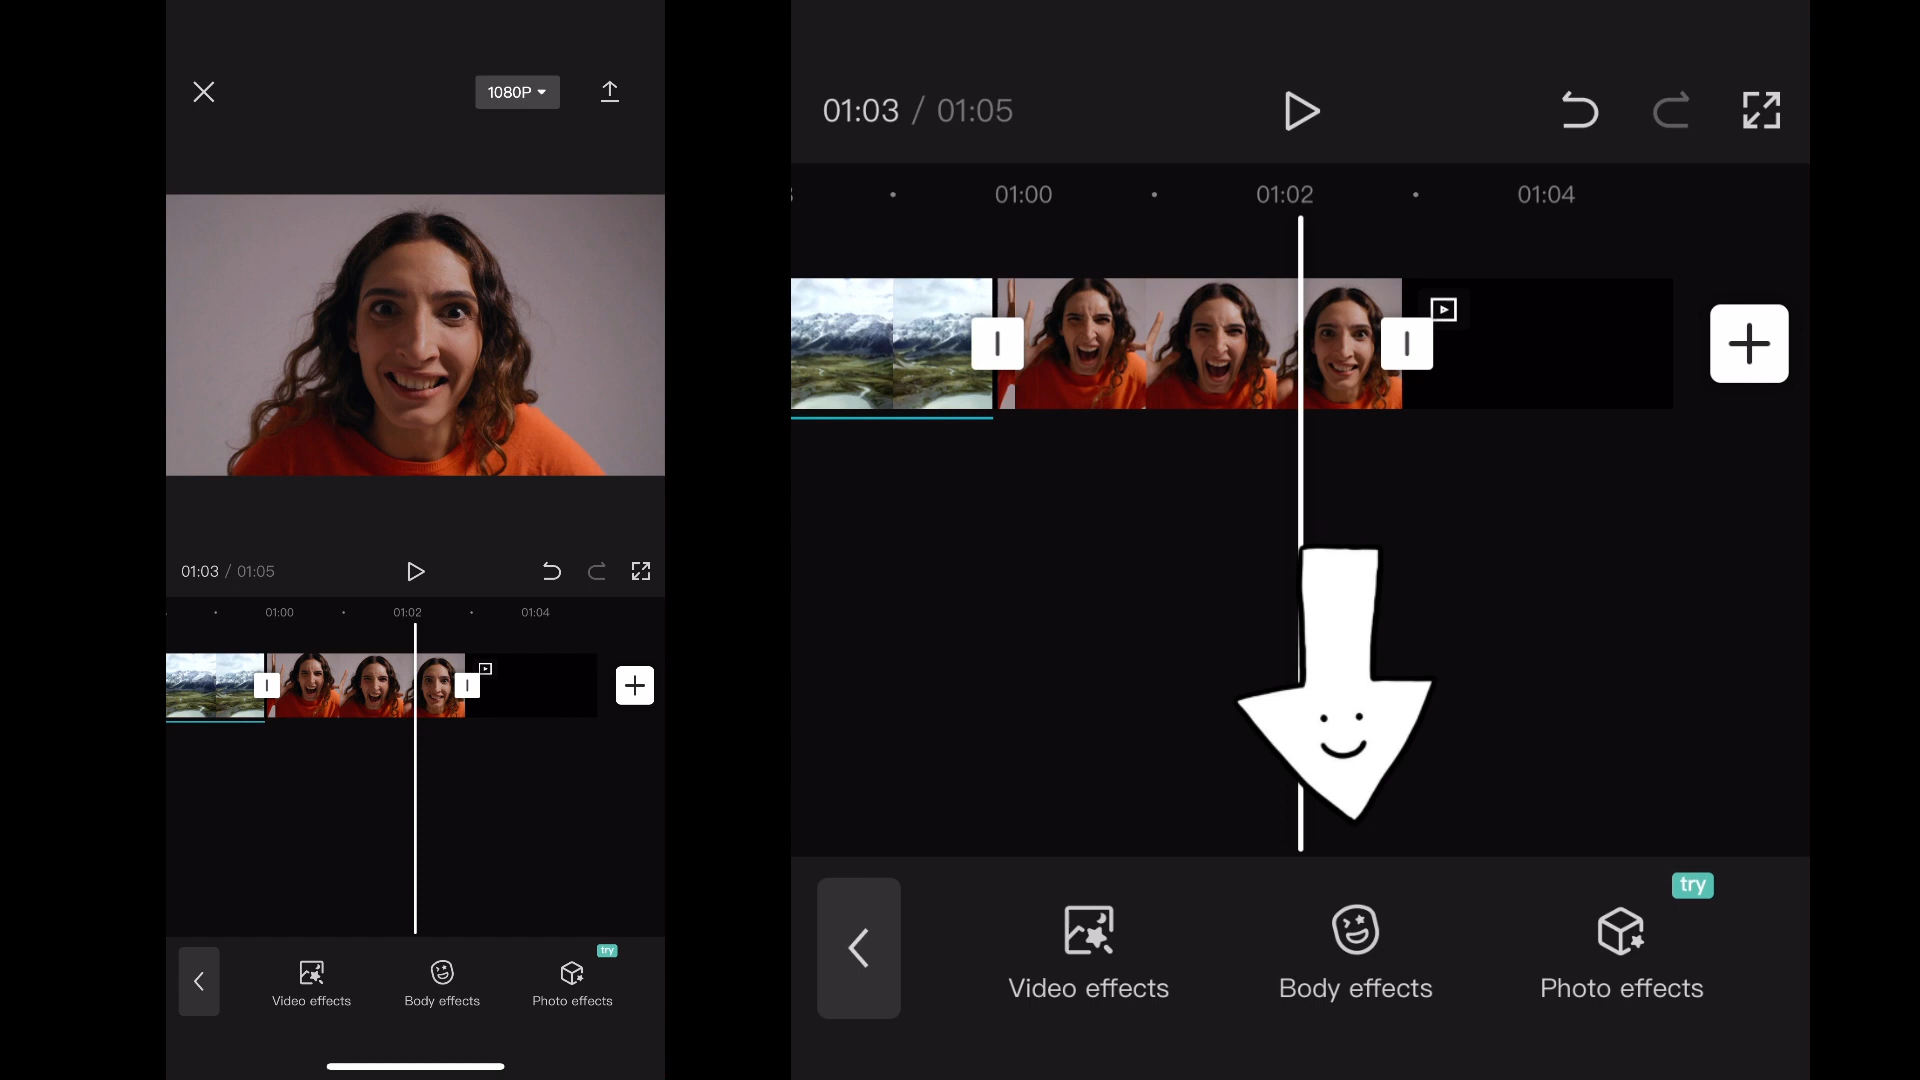 1080P
01:03 / 01:05
01:00
01:02
01:04
try
Video effects
Body effects
Photo effects
01:03 / 01:05
01:00
01:02
01:04
try
Video effects
Body effects
Photo effects